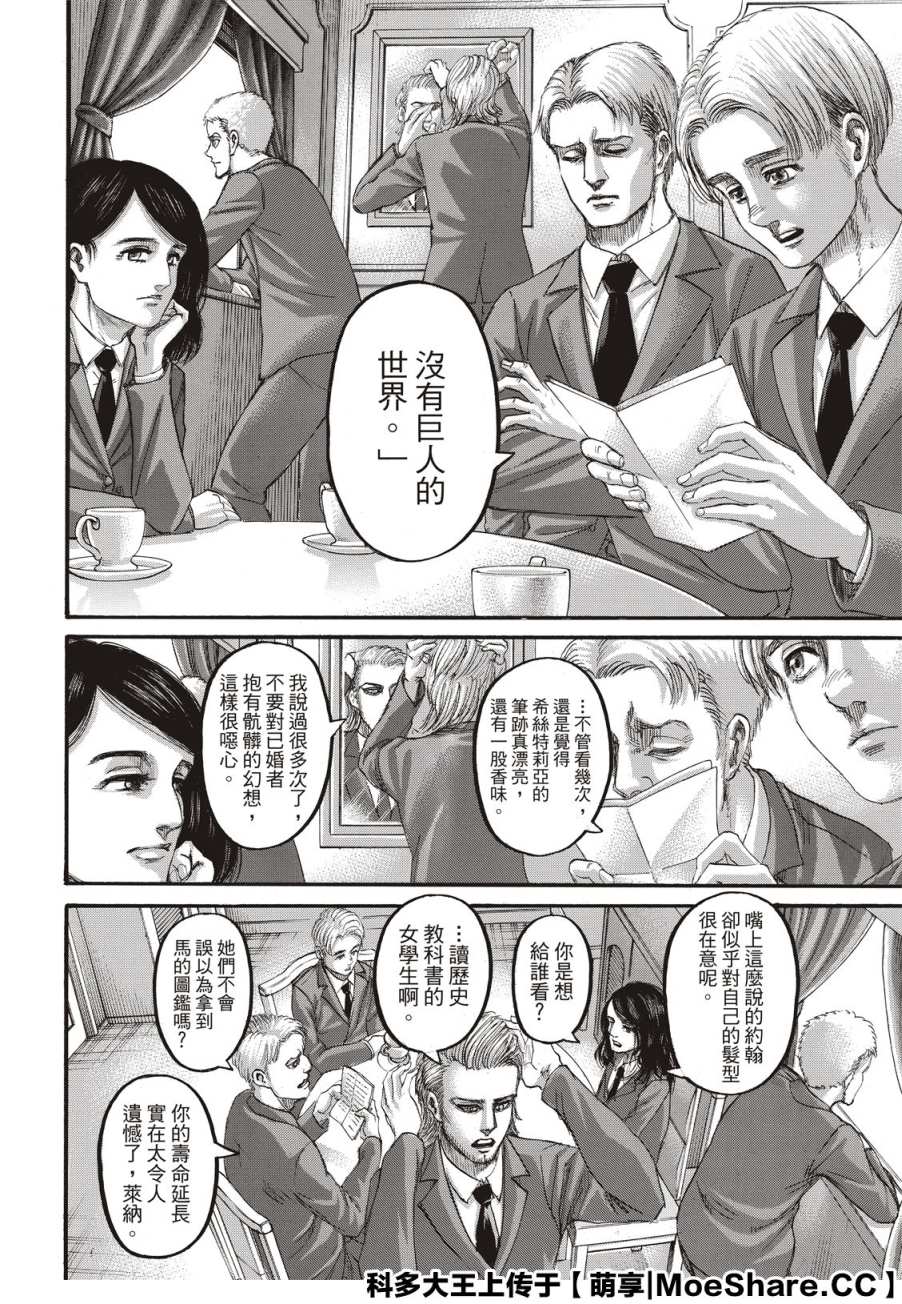 沒有巨人的
世界。」
…不管看幾次，
還是覺得
希絲特莉亞的
筆跡真漂亮，
還有一股香味。
我說過很多次了，
不要對已婚者
抱有骯髒的幻想，
這樣很噁心。
嘴上這麼說的約翰
卻似乎對自己的髮型
很在意呢。
你是想
給誰看？
…讀歷史
教科書的
女學生啊。
她們不會
誤以為拿到
馬的圖鑑嗎？
你的壽命延長
實在太令人
遺憾了，萊納。
科多大王上传于【 萌享|MoeShare.CC】